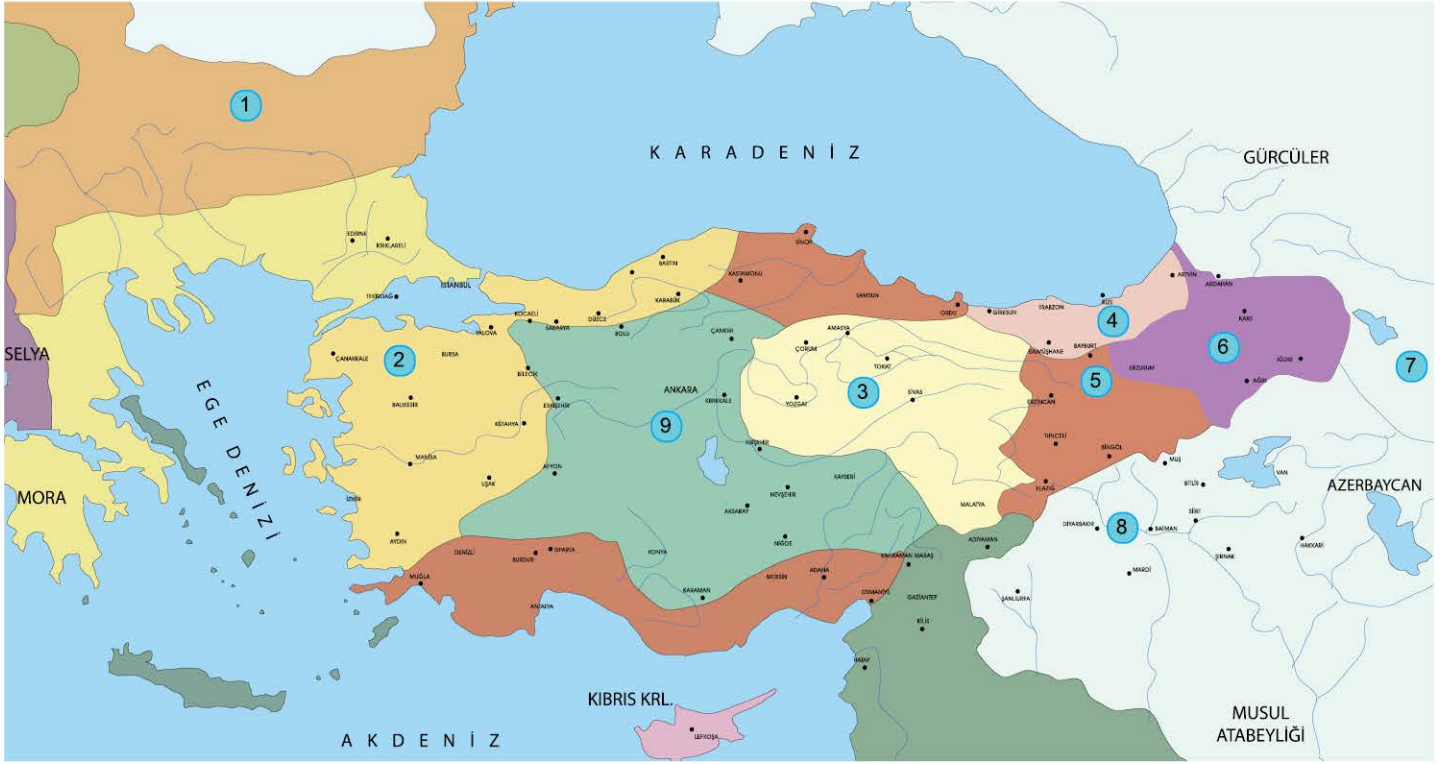 1
K A R A D E N İ Z
GÜRCÜLER
EDİRNE
KIRKLARELİ
SİNOP
BARTIN
KASTAMONU
ARTVİN
ARDAHAN
TEKİRDAĞ
İSTANBUL
KARABÜK
SAMSUN
ORDU
GİRESUN
TRABZON
RİZE
KOCAELİ
SAKARYA
DÜZCE
BOLU
YALOVA
ÇANKIRI
AMASYA
ÇORUM
GÜMÜŞHANE
BAYBURT
4
KARS
6
7
SELYA
ÇANAKKALE
2
BURSA
BİLECİK
TOKAT
ERZURUM
IĞDIR
AĞRI
5
E G E D E N İ Z İ
BALIKESİR
ESKİŞEHİR
ANKARA
KIRIKKALE
YOZGAT
3
SİVAS
ERZİNCAN
KÜTAHYA
9
KIRŞEHİR
TUNCELİ
BİNGÖL
MUŞ
MANİSA
UŞAK
AFYON
KAYSERİ
ELAZIĞ
VAN
BİTLİS
AZERBAYCAN
MORA
İZMİR
NEVŞEHİR
AKSARAY
MALATYA
DİYARBAKIR
8
BATMAN
SİİRT
AYDIN
NİĞDE
ADIYAMAN
ŞIRNAK
HAKKARİ
DENİZLİ
BURDUR
ISPARTA
KONYA
KAHRAMAN MARAŞ
MARDİ
MUĞLA
ANTALYA
KARAMAN
MERSİN
ADANA
OSMANİYE
GAZİANTEP
ŞANLIURFA
KİLİS
HATAY
KIBRIS KRL.
LEFKOŞA
MUSUL
ATABEYLİĞİ
A K D E N İ Z